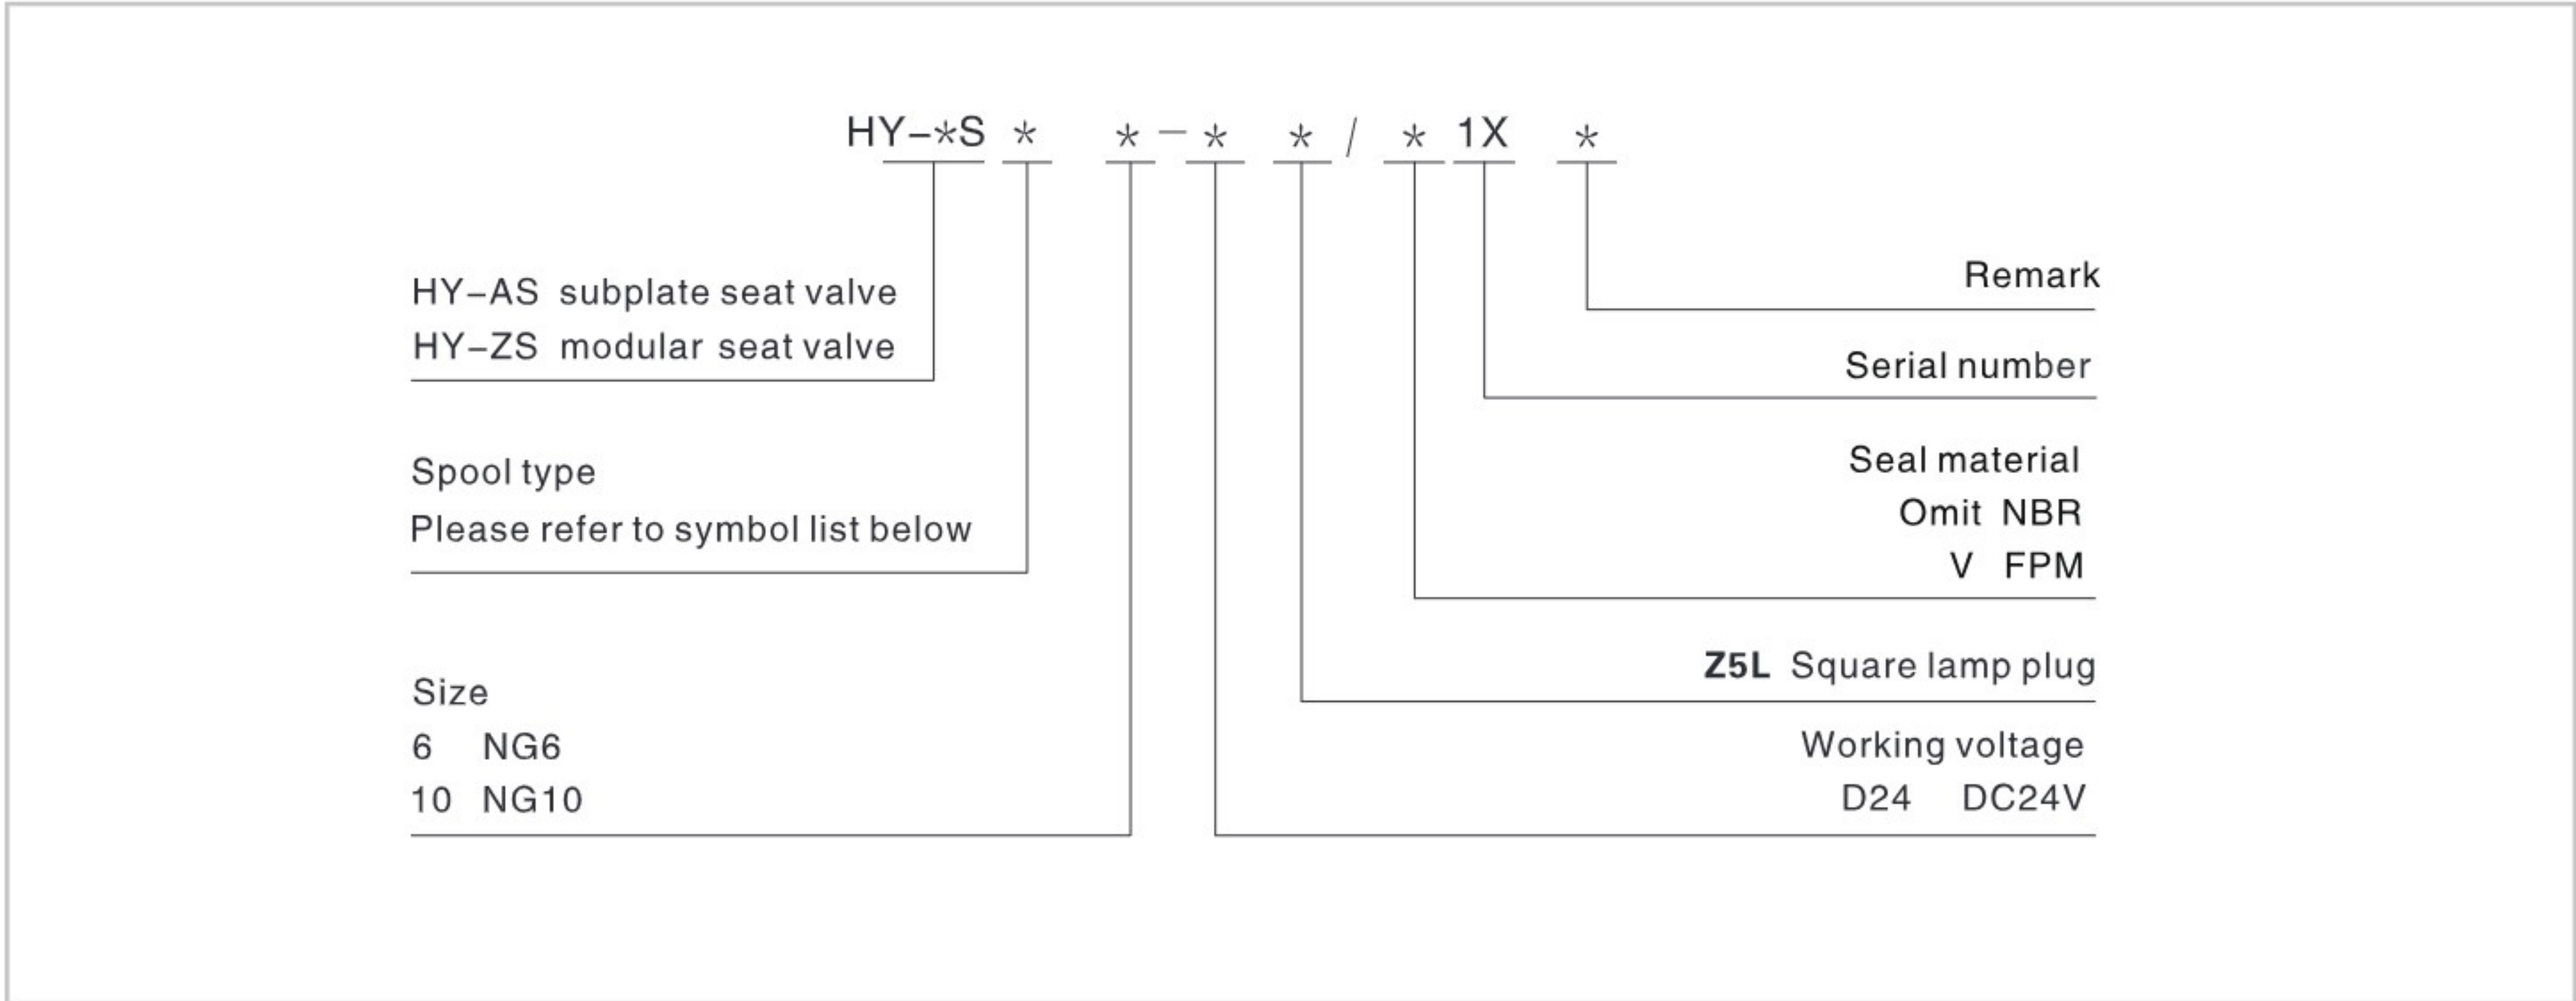 HY-*S * * - * * / * 1X *
HY-AS subplate seat valve
HY-ZS modular seat valve
Spool type
Please refer to symbol list below
Size
6 NG6
10 NG10
Remark
Serial number
Seal material
Omit NBR
V FPM
Z5L Square lamp plug
Working voltage
D24 DC24V